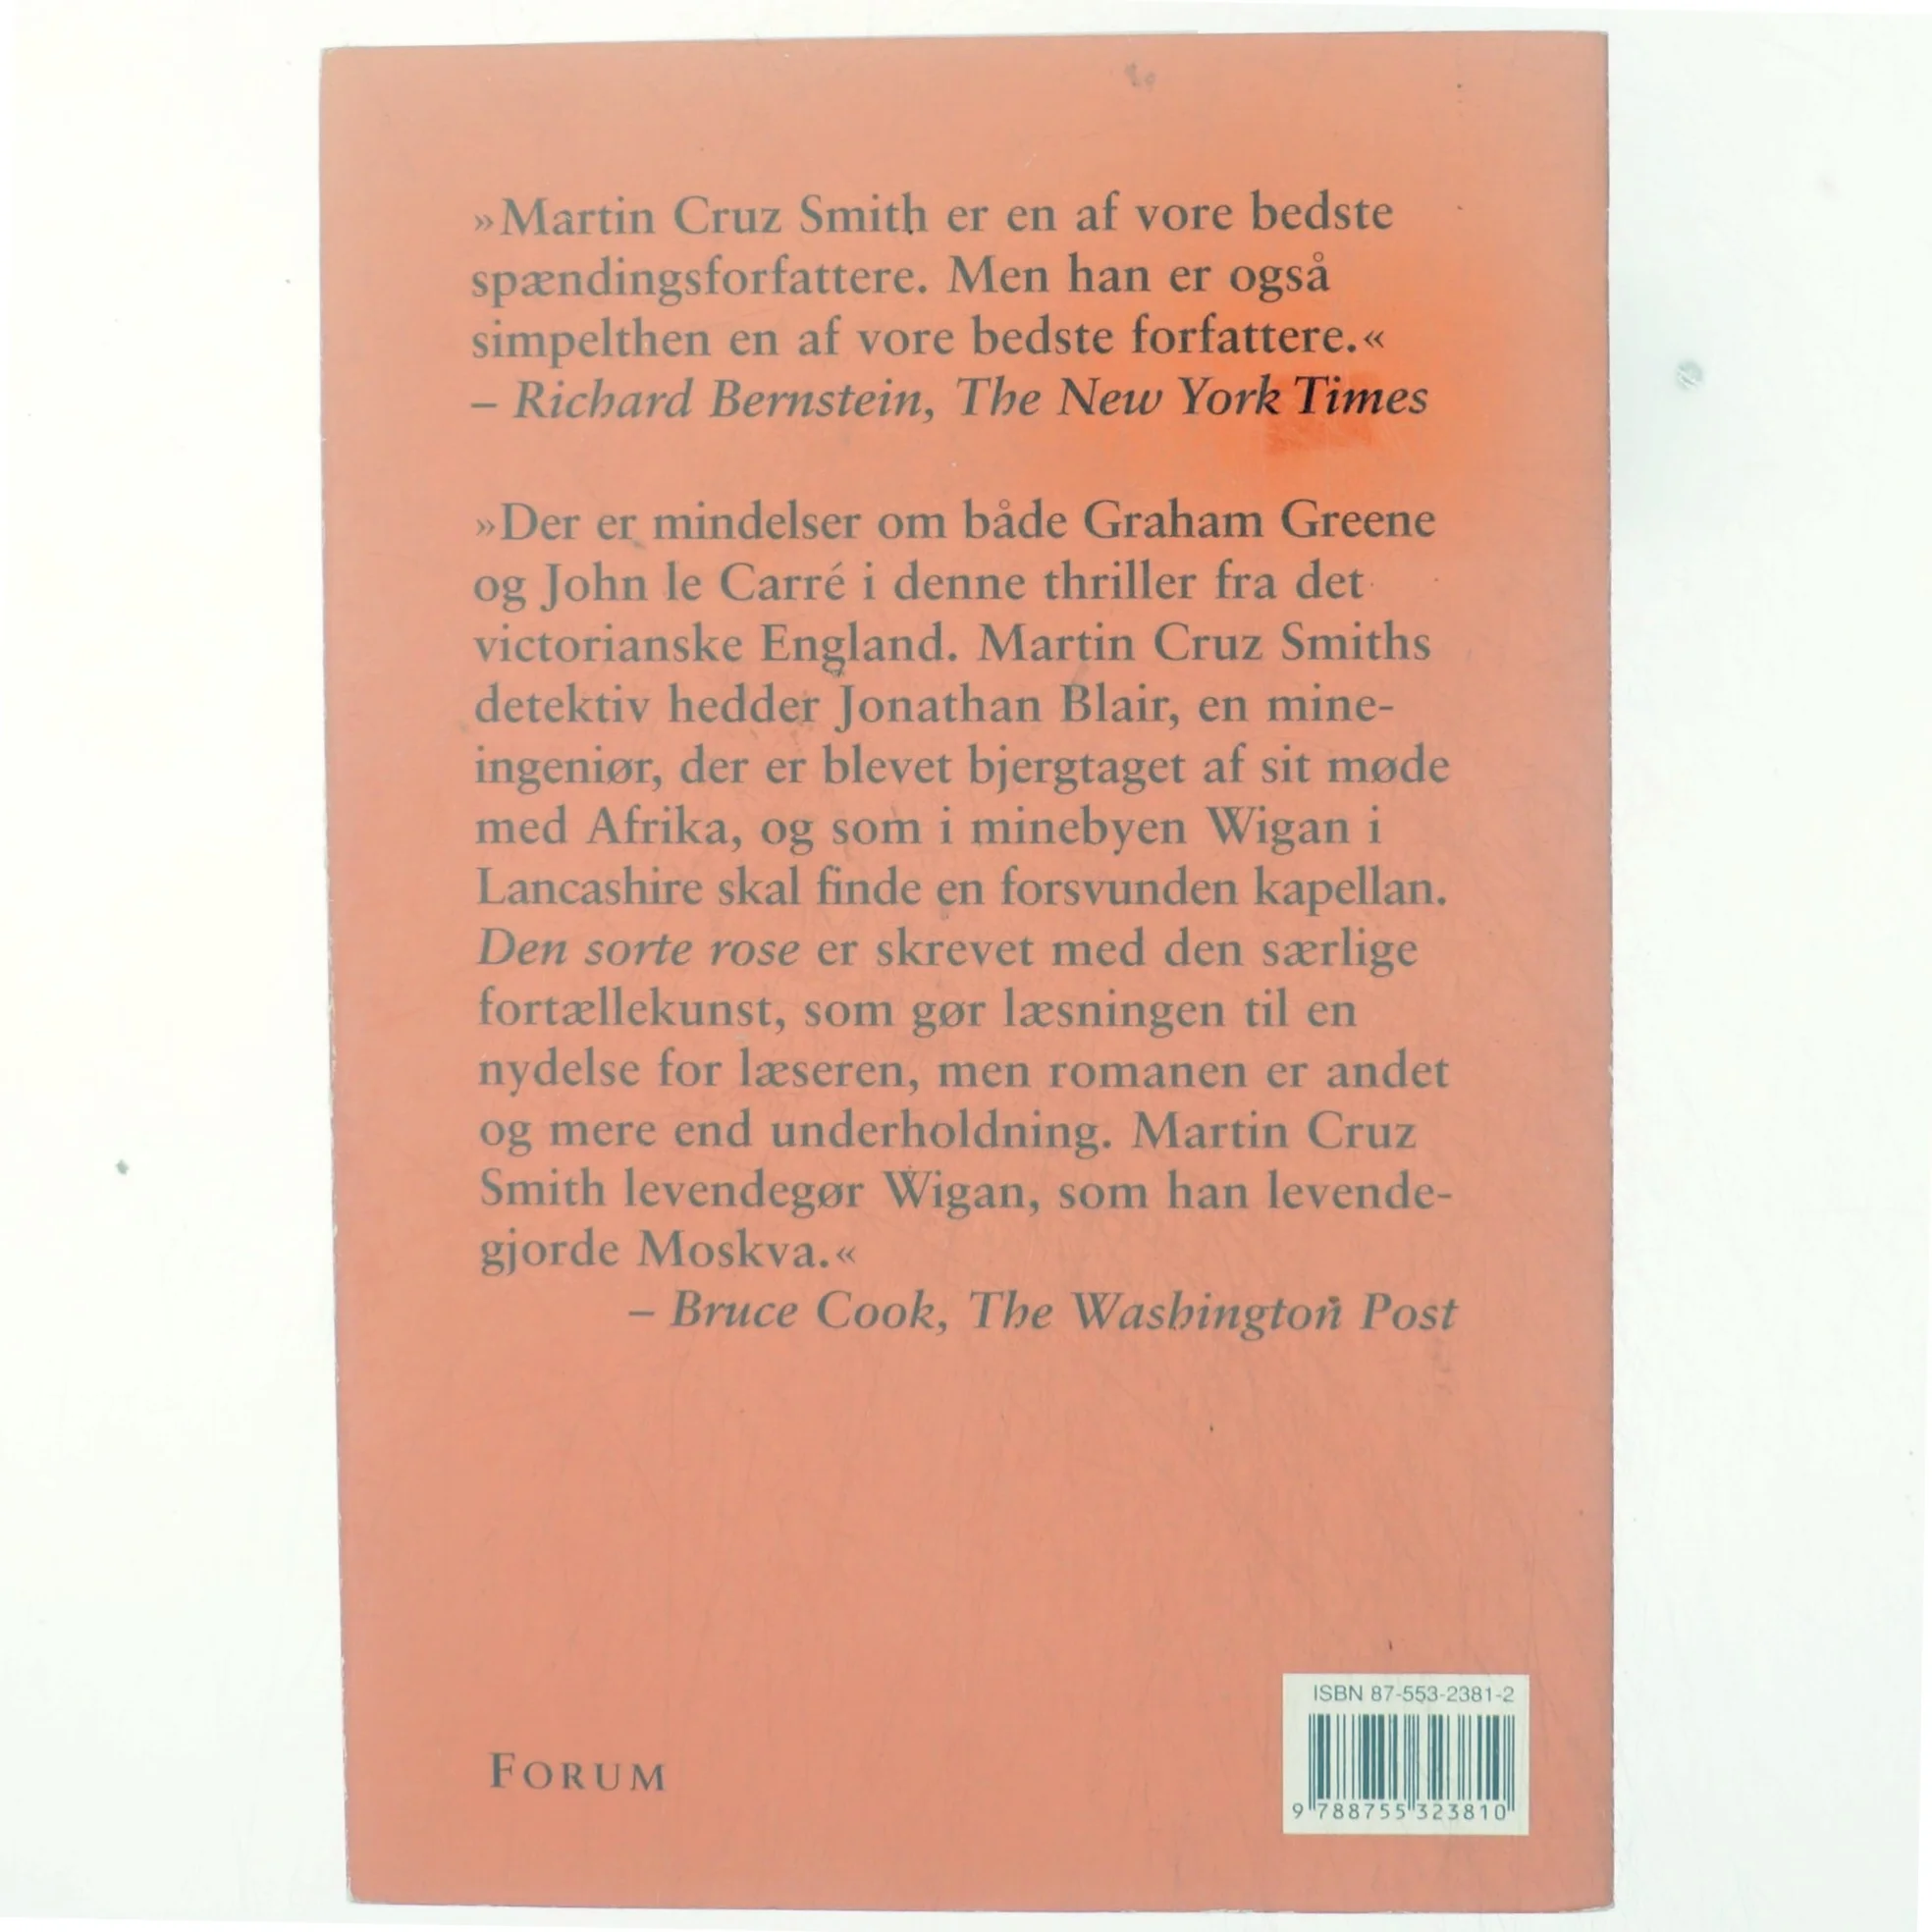 »Martin Cruz Smith er en af vore bedste
spændingsforfattere. Men han er også
simpelthen en af vore bedste forfattere.«
– Richard Bernstein, The New York Times
»Der er mindelser om både Graham Greene
og John le Carré i denne thriller fra det
victorianske England. Martin Cruz Smiths
detektiv hedder Jonathan Blair, en mine-
ingeniør, der er blevet bjergtaget af sit møde
med Afrika, og som i minebyen Wigan i
Lancashire skal finde en forsvunden kapellan.
Den sorte rose er skrevet med den særlige
fortællekunst, som gør læsningen til en
nydelse for læseren, men romanen er andet
og mere end underholdning. Martin Cruz
Smith levendegør Wigan, som han levende-
gjorde Moskva.«
– Bruce Cook, The Washington Post
FORUM
ISBN 87-553-2381-2
9 788755 323810